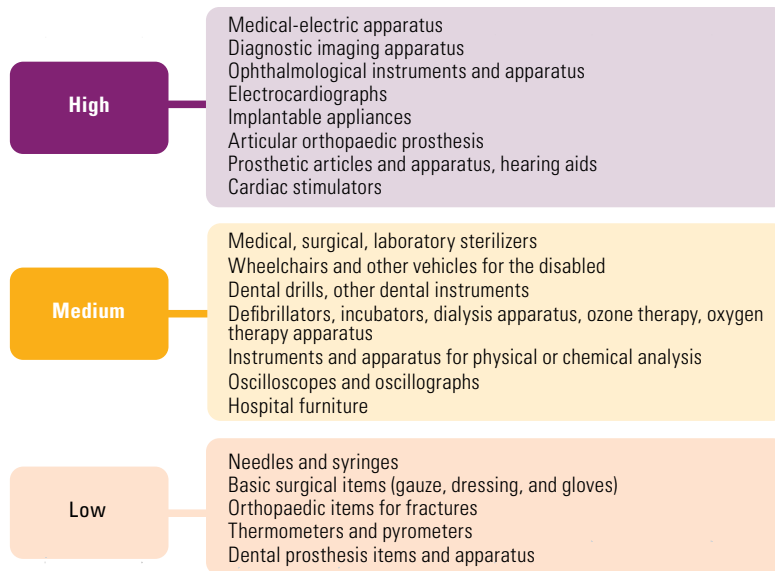 High
Medical-electric apparatus
Diagnostic imaging apparatus
Ophthalmological instruments and apparatus
Electrocardiographs
Implantable appliances
Articular orthopaedic prosthesis
Prosthetic articles and apparatus, hearing aids
Cardiac stimulators
Medium
Medical, surgical, laboratory sterilizers
Wheelchairs and other vehicles for the disabled
Dental drills, other dental instruments
Defibrillators, incubators, dialysis apparatus, ozone therapy, oxygen
therapy apparatus
Instruments and apparatus for physical or chemical analysis
Oscilloscopes and oscillographs
Hospital furniture
Low
Needles and syringes
Basic surgical items (gauze, dressing, and gloves)
Orthopaedic items for fractures
Thermometers and pyrometers
Dental prosthesis items and apparatus